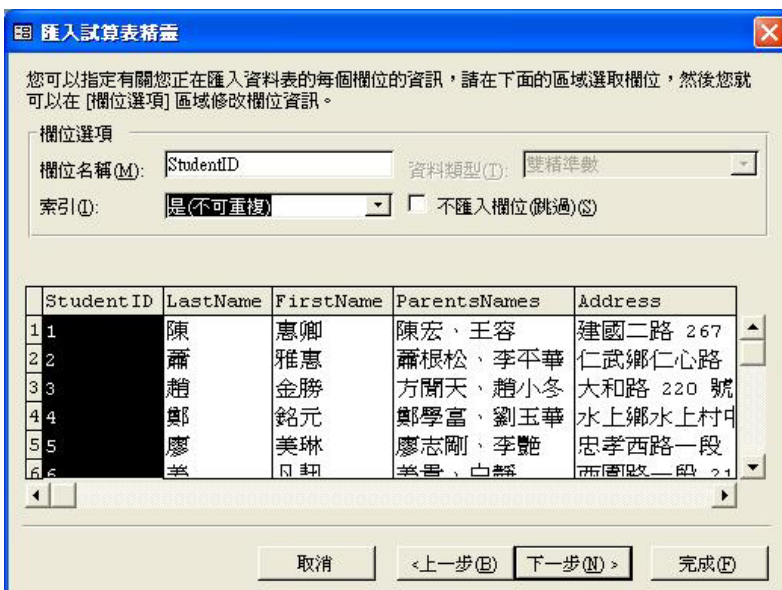 匯入試算表精靈
您可以指定有關您正在匯入資料表的每個欄位的資訊，請在下面的區域選取欄位，然後您就
可以在 [欄位選項] 區域修改欄位資訊。
欄位選項
欄位名稱(M): StudentID 資料類型(T): 雙精準數
索引(I): 是(不可重複) 不匯入欄位(跳過)(S)
StudentID LastName FirstName ParentsNames Address
1 1 陳 惠卿 陳宏、王容 建國二路 267
2 2 蕭 雅惠 蕭根松、李平華 仁武鄉仁心路
3 3 趙 金勝 方聞天、趙小冬 大和路 220 號
4 4 鄭 銘元 鄭學富、劉玉華 水上鄉水上村中
5 5 廖 美琳 廖志剛、李艷 忠孝西路一段
6 6 西園路一段 21
取消 <上一步(B) 下一步(N) > 完成(F)